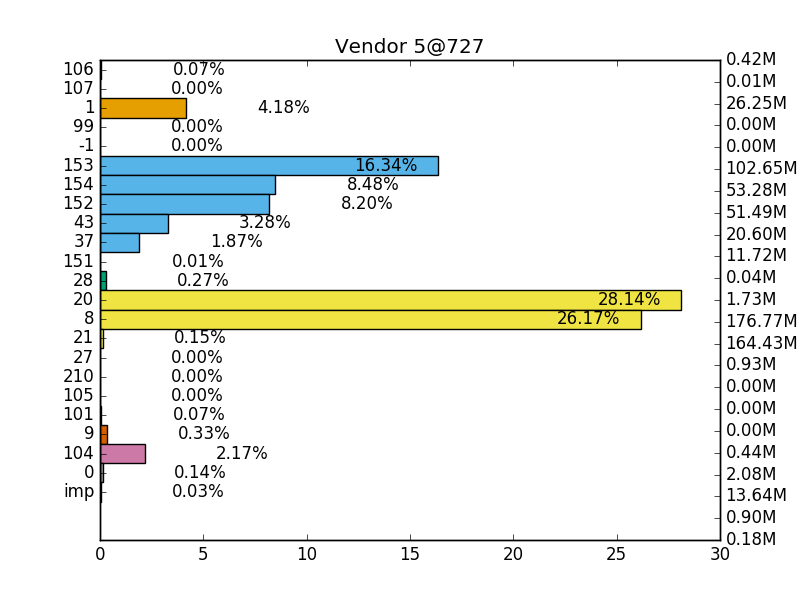 Vendor 5@727
106 0.07% 0.42M
107 0.00% 0.01M
1 4.18% 26.25M
99 0.00% 0.00M
-1 0.00% 0.00M
153 16.34% 102.65M
154 8.48% 53.28M
152 8.20% 51.49M
43 3.28% 20.60M
37 1.87% 11.72M
151 0.01% 0.04M
28 0.27% 1.73M
20 28.14% 176.77M
8 26.17% 164.43M
21 0.15% 0.93M
27 0.00% 0.00M
210 0.00% 0.00M
105 0.00% 0.00M
101 0.07% 0.44M
9 0.33% 2.08M
104 2.17% 13.64M
0 0.14% 0.90M
imp 0.03% 0.18M
0 5 10 15 20 25 30